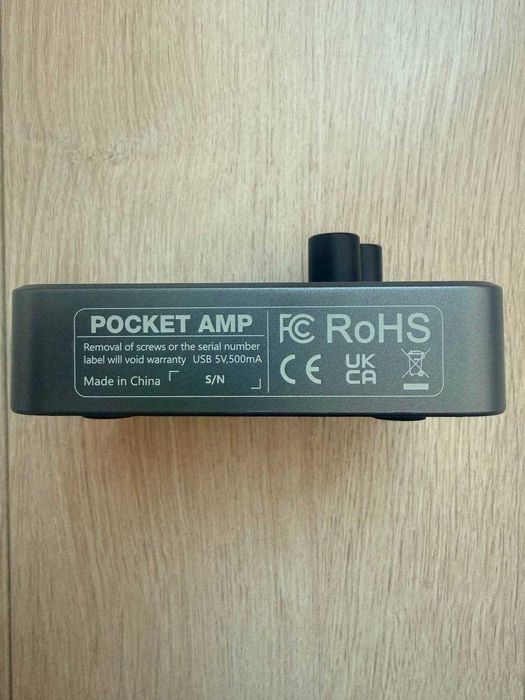 POCKET AMP
Removal of screws or the serial number
label will void warranty USB 5V,500mA
Made in China S/N
FC RoHS
CE UK
CA